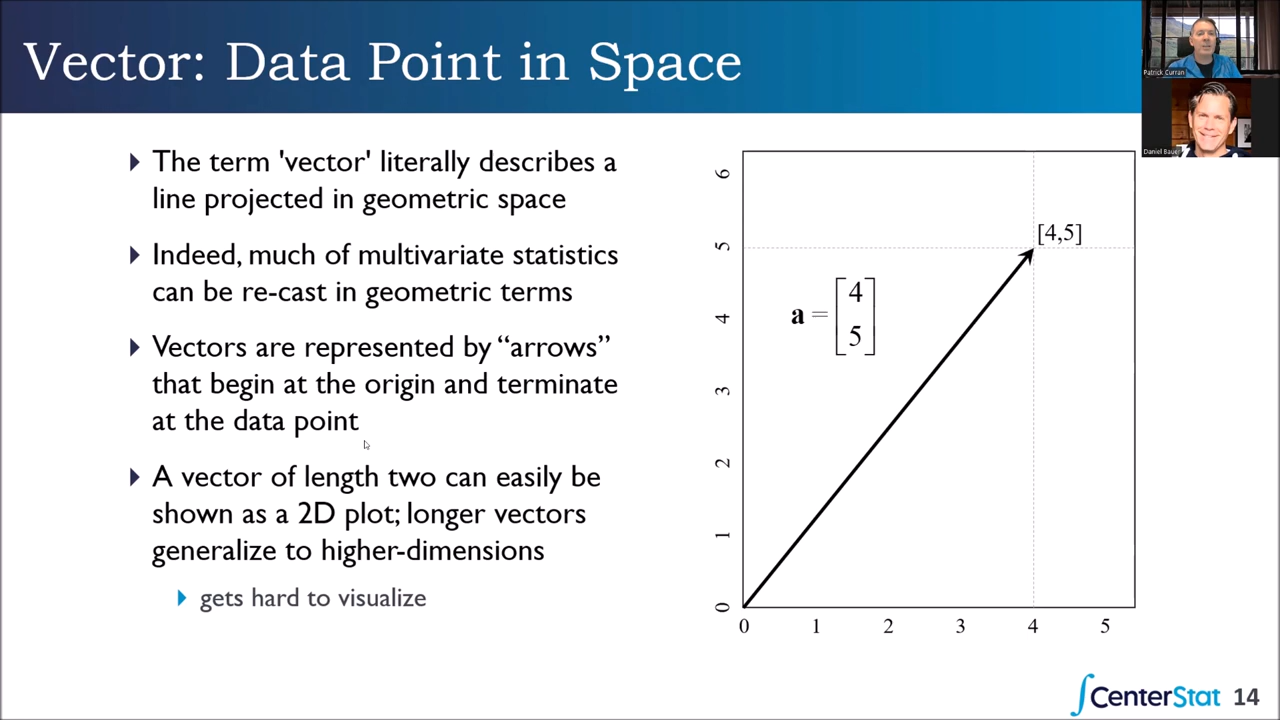 Vector: Data Point in Space
Patrick Curran
Daniel Bauer
The term 'vector' literally describes a
line projected in geometric space
Indeed, much of multivariate statistics
can be re-cast in geometric terms
Vectors are represented by “arrows”
that begin at the origin and terminate
at the data point
A vector of length two can easily be
shown as a 2D plot; longer vectors
generalize to higher-dimensions
gets hard to visualize
6
5
4
3
2
1
0
[4,5]
a = [4
5]
0 1 2 3 4 5
CenterStat 14